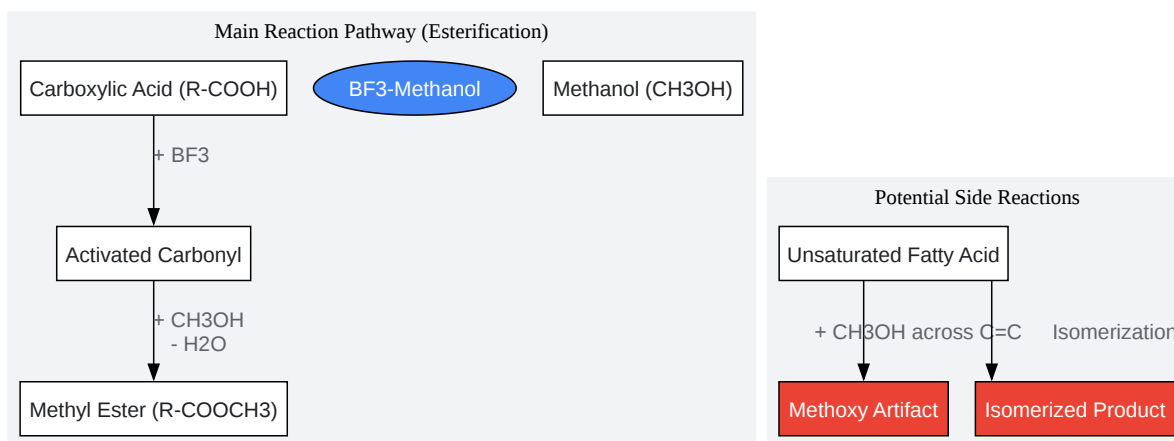 Main Reaction Pathway (Esterification)
Carboxylic Acid (R-COOH)
BF3-Methanol
Methanol (CH3OH)
+ BF3
Activated Carbonyl
+ CH3OH
- H2O
Methyl Ester (R-COOCH3)
Potential Side Reactions
Unsaturated Fatty Acid
+ CH3OH across C=C
Isomerization
Methoxy Artifact
Isomerized Product